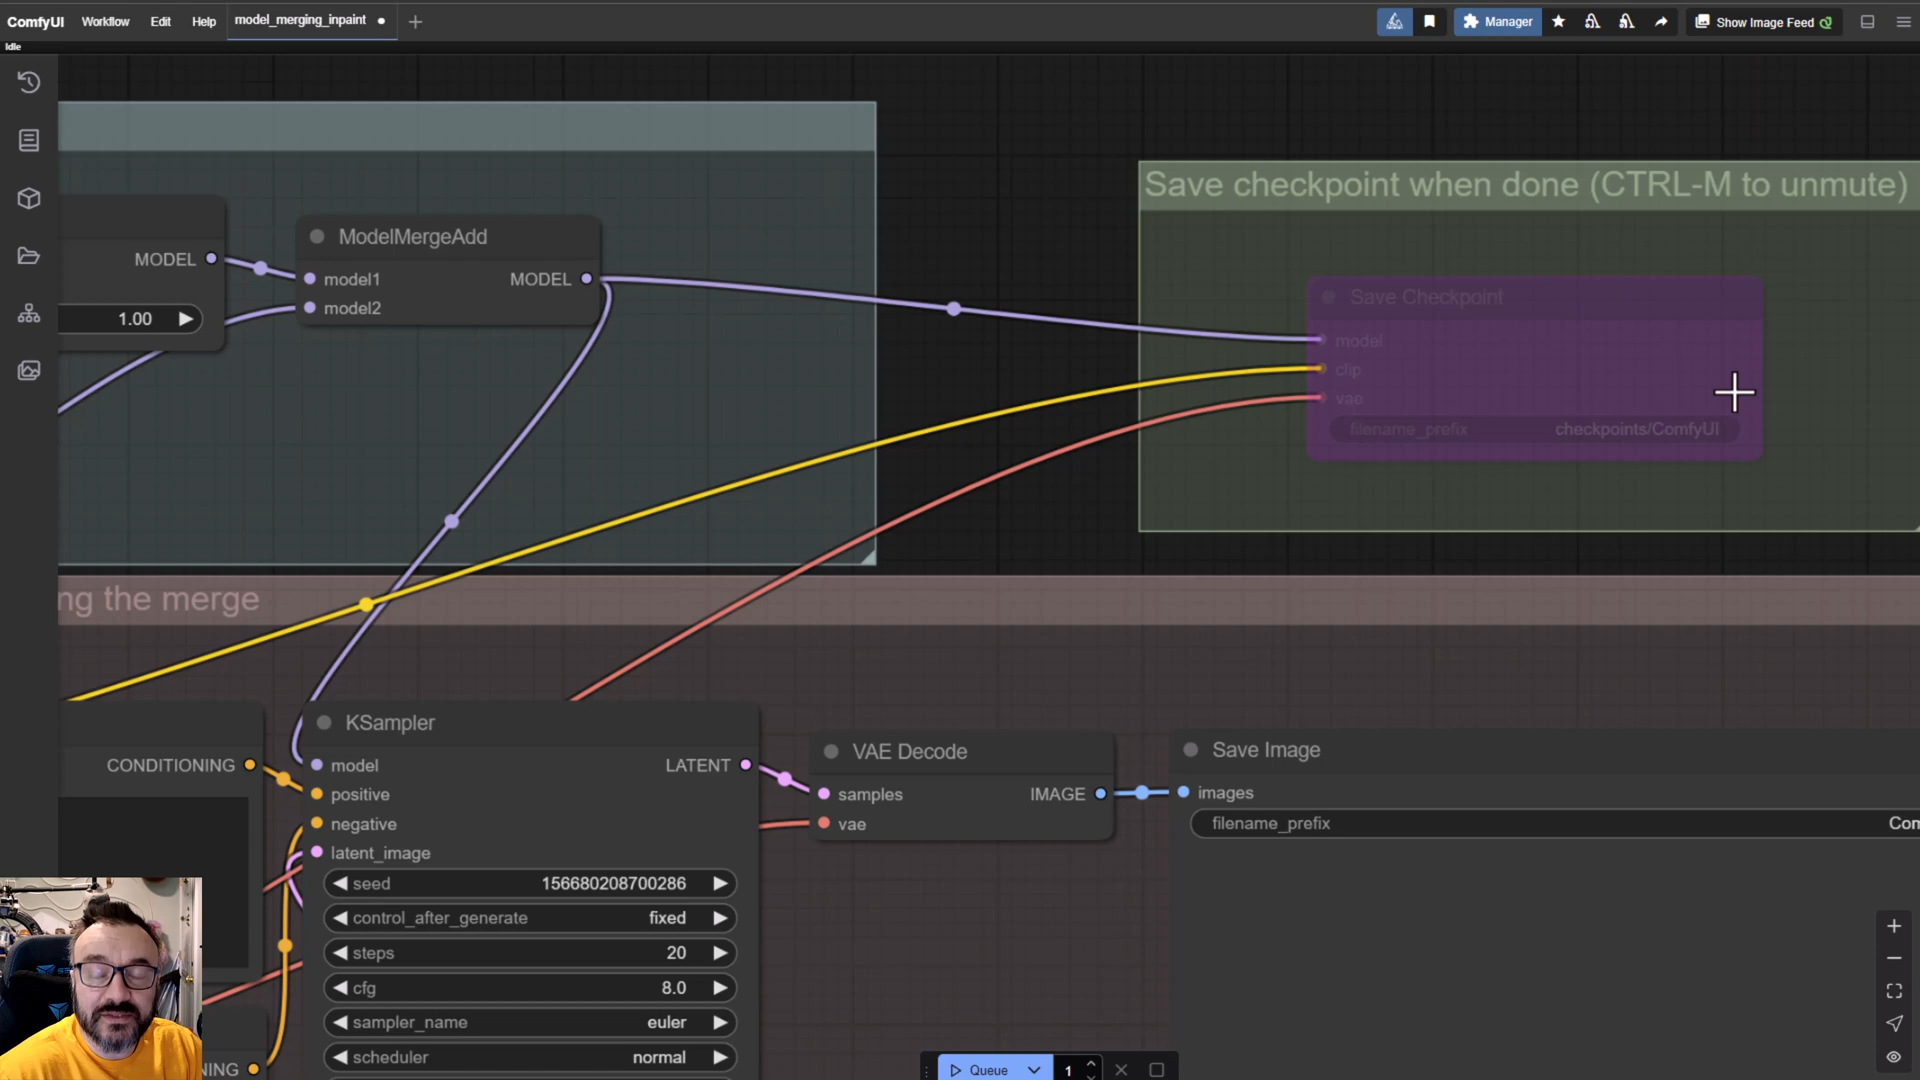 ComfyUI Workflow Edit Help model_merging_inpaint
Manager Show Image Feed
Idle
Save checkpoint when done (CTRL-M to unmute)
ModelMergeAdd
MODEL
model1 MODEL
model2
1.00
Save Checkpoint
model
clip
vae
filename_prefix checkpoints/ComfyUI
ng the merge
KSampler
CONDITIONING
model LATENT
positive
negative
latent_image
seed 156680208700286
control_after_generate fixed
steps 20
cfg 8.0
sampler_name euler
scheduler normal
VAE Decode
samples IMAGE
vae
Save Image
images
filename_prefix Com
NING
Queue 1